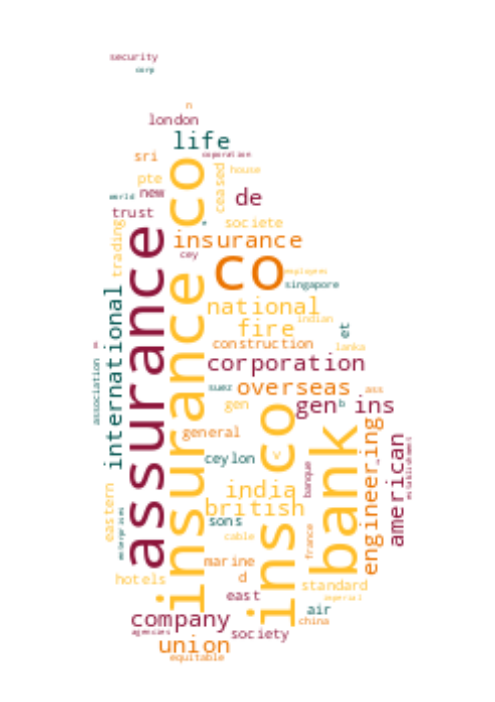 security
corp
n
london
life
sri
coporation
house
pte
ceased
world
new
de
trust
co
societe
insurance
trading
cey
co
employees
singapore
international
assurance
insurance
national
indian
fire
et
construction
lanka
association
corporation
suez
overseas
ass
gen
gen
b
ins
co
general
bank
engineering
american
establishment
ceylon
v
banque
india
eastern
british
sons
enterprises
cable
france
ins
marine
hotels
d
standard
east
imperial
air
company
china
agencies
society
union
equitable